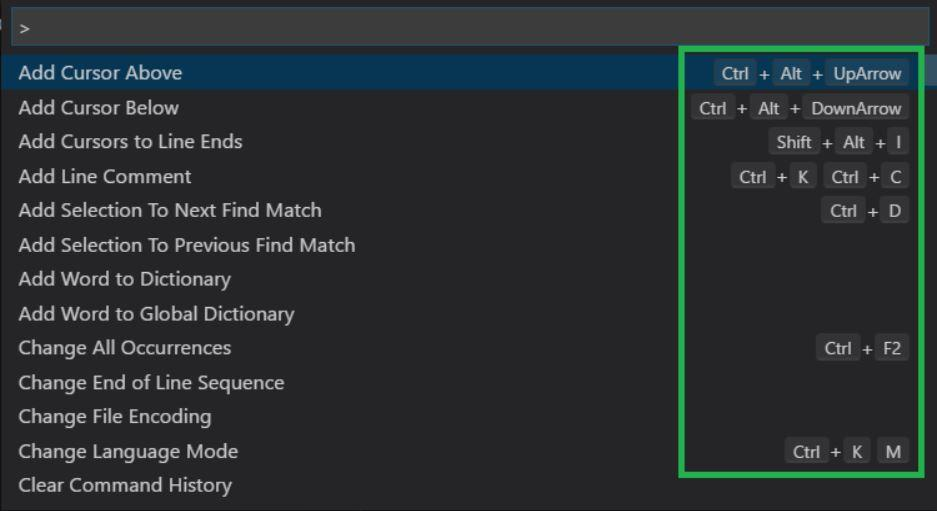 >
Add Cursor Above Ctrl + Alt + UpArrow
Add Cursor Below Ctrl + Alt + DownArrow
Add Cursors to Line Ends Shift + Alt + I
Add Line Comment Ctrl + K Ctrl + C
Add Selection To Next Find Match Ctrl + D
Add Selection To Previous Find Match
Add Word to Dictionary
Add Word to Global Dictionary
Change All Occurrences Ctrl + F2
Change End of Line Sequence
Change File Encoding
Change Language Mode Ctrl + K M
Clear Command History